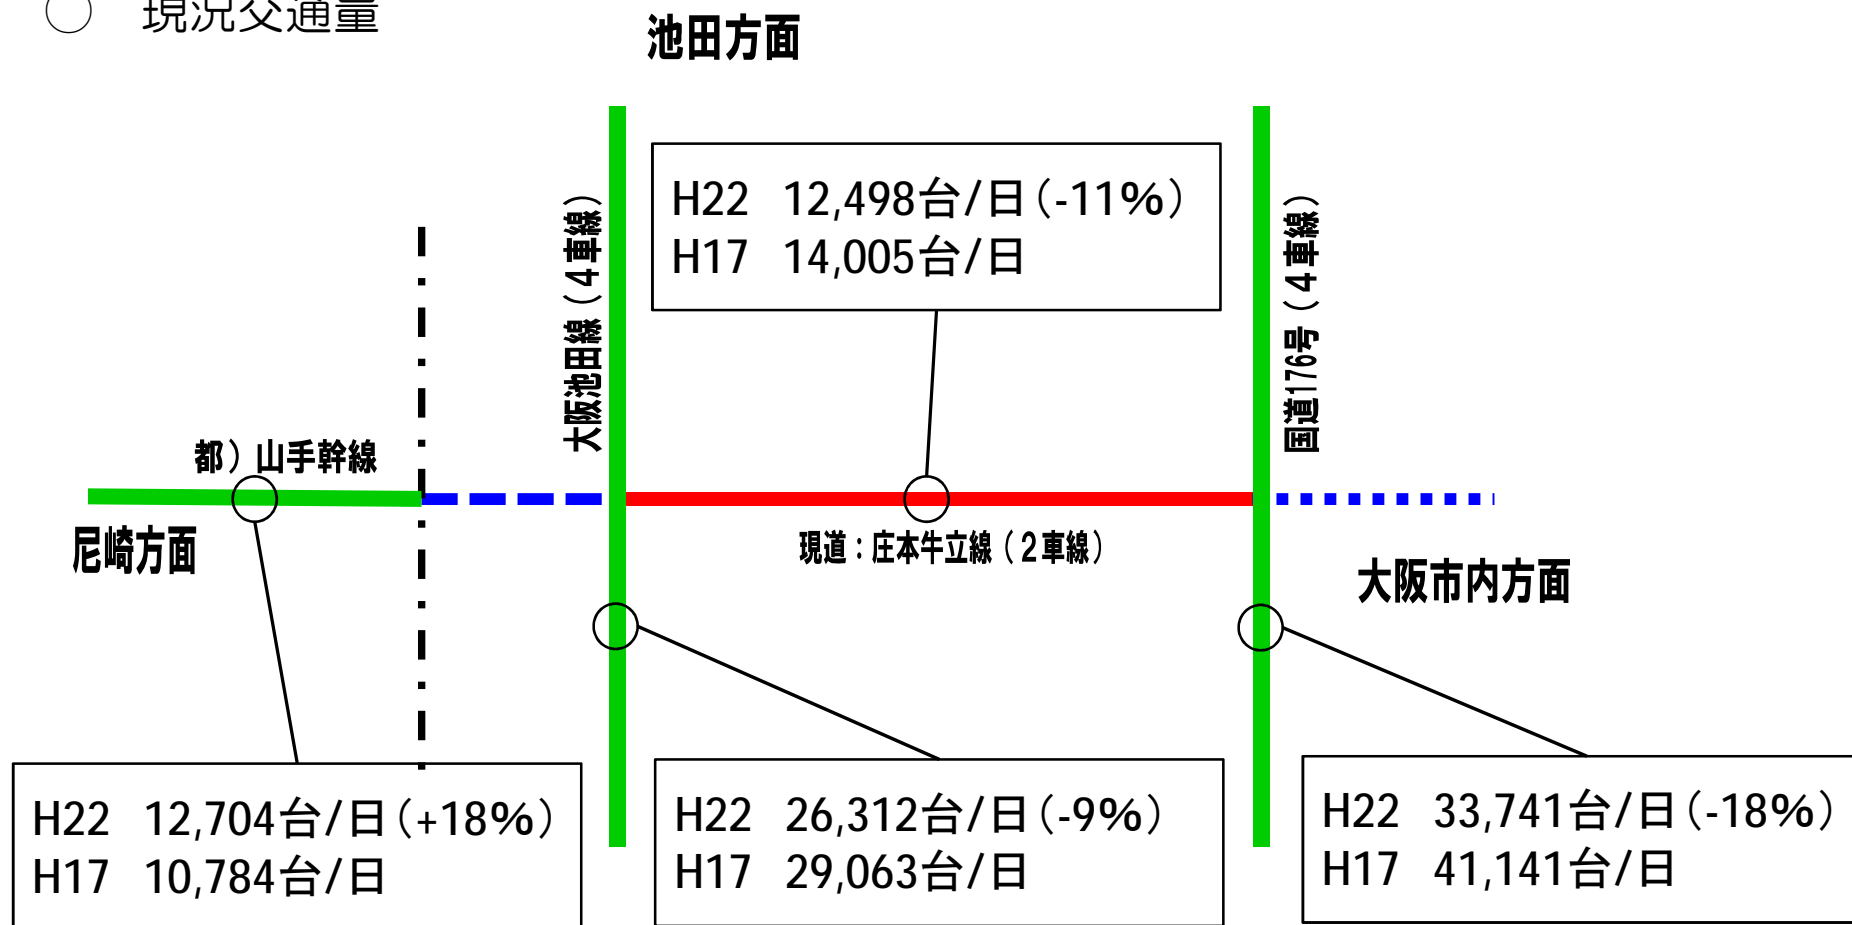 ○ 現況交通量
池田方面
H22 12,498台/日(-11%)
H17 14,005台/日
大阪池田線(4車線)
国道176号(4車線)
都)山手幹線
尼崎方面
現道:庄本牛立線(2車線)
大阪市内方面
H22 12,704台/日(+18%)
H17 10,784台/日
H22 26,312台/日(-9%)
H17 29,063台/日
H22 33,741台/日(-18%)
H17 41,141台/日